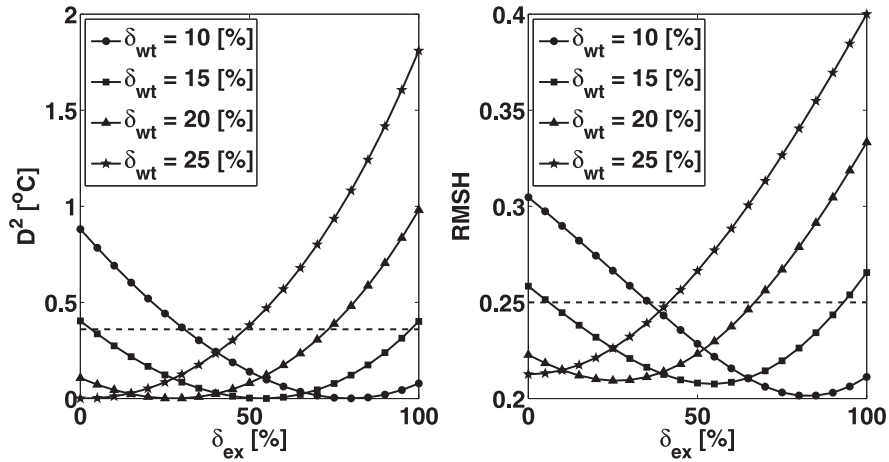 2
1.5
1
0.5
0
D² [°C]
δwt = 10 [%]
δwt = 15 [%]
δwt = 20 [%]
δwt = 25 [%]
0 50 100
δex [%]
0.4
0.35
0.3
0.25
0.2
RMSH
δwt = 10 [%]
δwt = 15 [%]
δwt = 20 [%]
δwt = 25 [%]
0 50 100
δex [%]